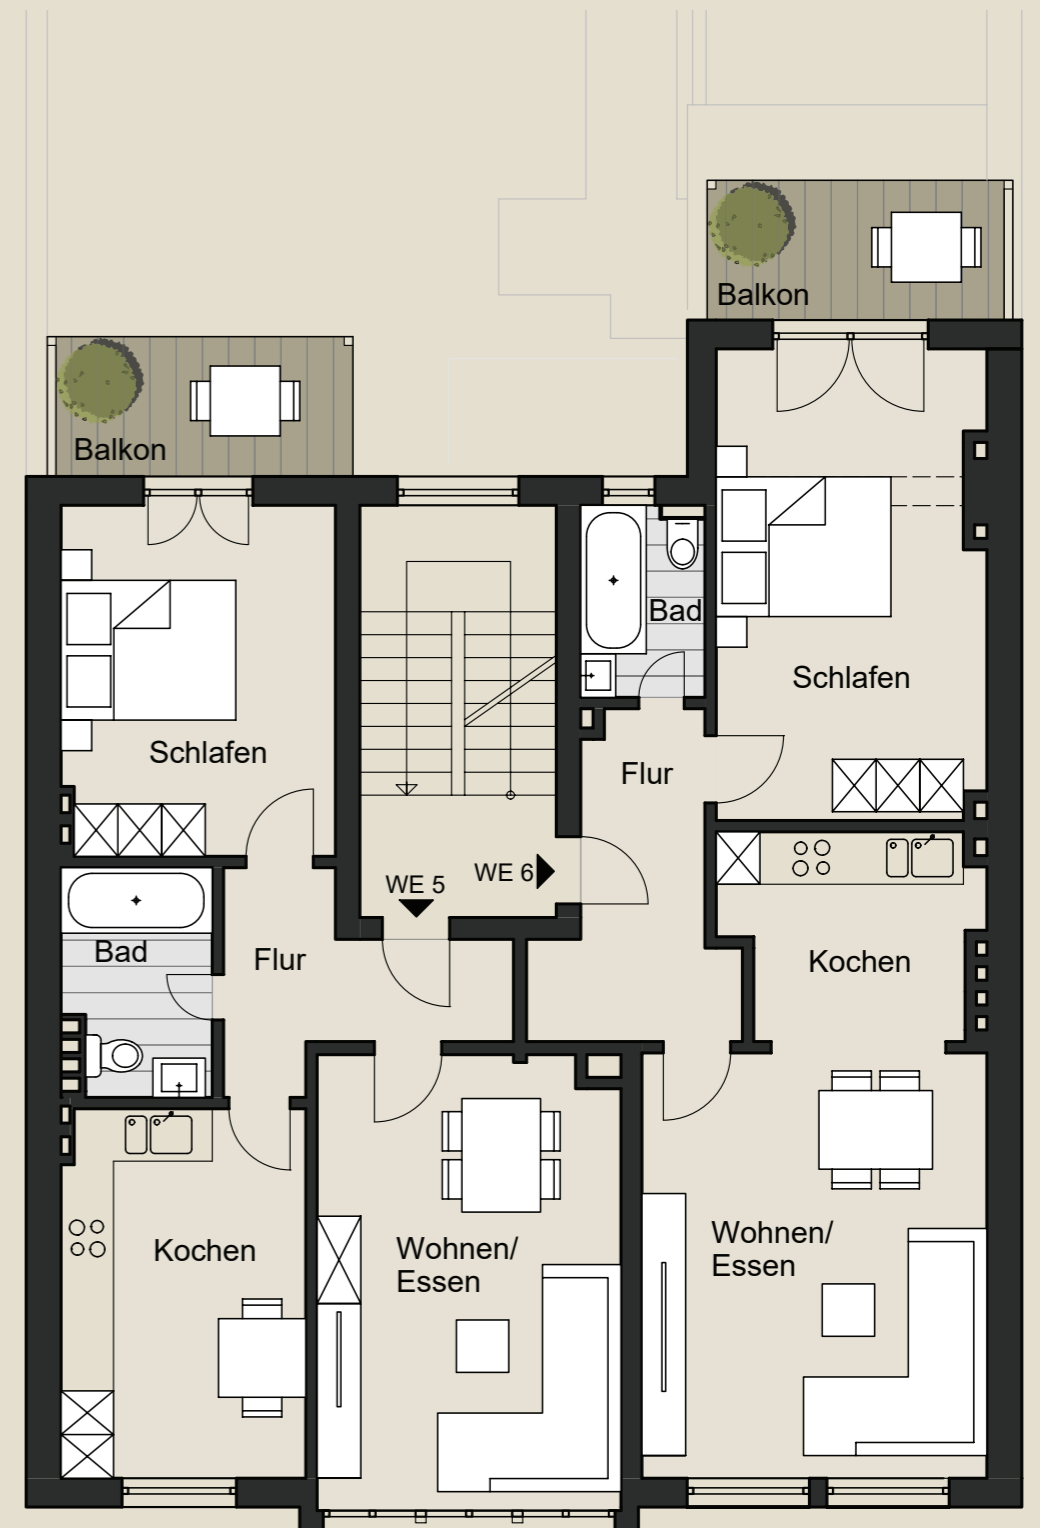 Balkon
Balkon
Bad
Schlafen
Schlafen
Flur
WE 6
WE 5
Bad
Flur
Kochen
Wohnen/
Essen
Kochen
Wohnen/
Essen